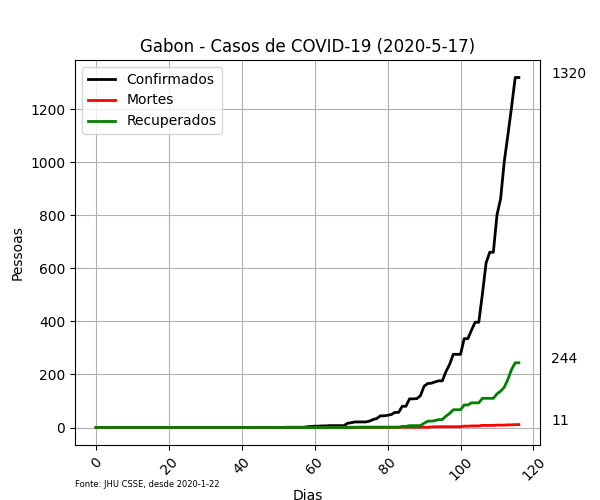 Gabon - Casos de COVID-19 (2020-5-17)
Confirmados
Mortes
Recuperados
1320
244
11
1200
1000
800
600
400
200
0
Pessoas
0
20
40
60
80
100
120
Fonte: JHU CSSE, desde 2020-1-22
Dias